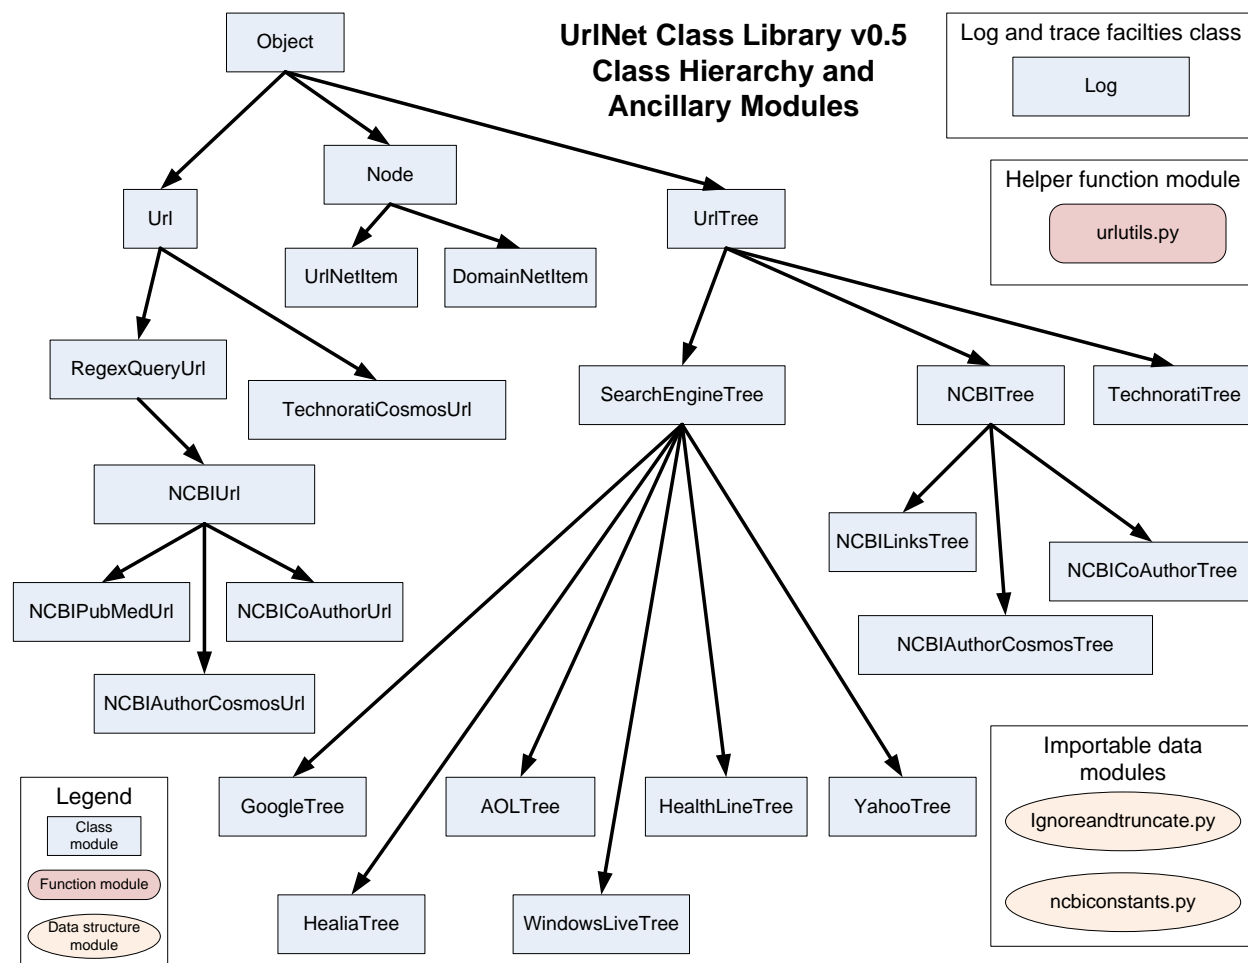 UrlNet Class Library v0.5
Class Hierarchy and
Ancillary Modules
Object
Log and trace facilties class
Log
Node
Helper function module
urlutils.py
Url
UrlTree
UrlNetItem
DomainNetItem
RegexQueryUrl
TechnoratiCosmosUrl
SearchEngineTree
NCBITree
TechnoratiTree
NCBIUrl
NCBILinksTree
NCBICoAuthorTree
NCBIPubMedUrl
NCBICoAuthorUrl
NCBIAuthorCosmosTree
NCBIAuthorCosmosUrl
GoogleTree
AOLTree
HealthLineTree
YahooTree
HealiaTree
WindowsLiveTree
Legend
Class
module
Function module
Data structure
module
Importable data
modules
Ignoreandtruncate.py
ncbiconstants.py